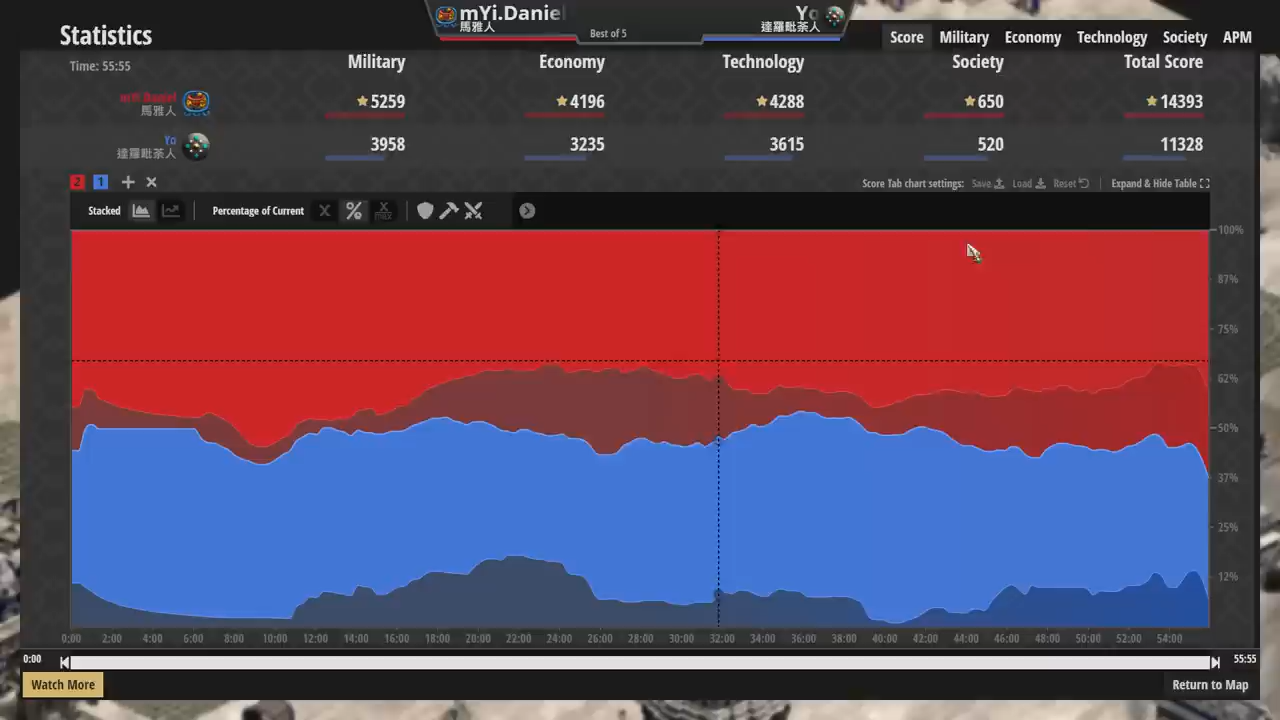 mYi.Daniel
馬雅人
Best of 5
Yo
達羅毗荼人
Statistics
Score Military Economy Technology Society APM
Time: 55:55
Military Economy Technology Society Total Score
mYi.Daniel
馬雅人
5259 4196 4288 650 14393
Yo
達羅毗荼人
3958 3235 3615 520 11328
2 1
Score Tab chart settings: Save Load Reset Expand & Hide Table
Stacked Percentage of Current X % X max
100%
87%
75%
62%
50%
37%
25%
12%
0:00 2:00 4:00 6:00 8:00 10:00 12:00 14:00 16:00 18:00 20:00 22:00 24:00 26:00 28:00 30:00 32:00 34:00 36:00 38:00 40:00 42:00 44:00 46:00 48:00 50:00 52:00 54:00
0:00 55:55
Watch More Return to Map